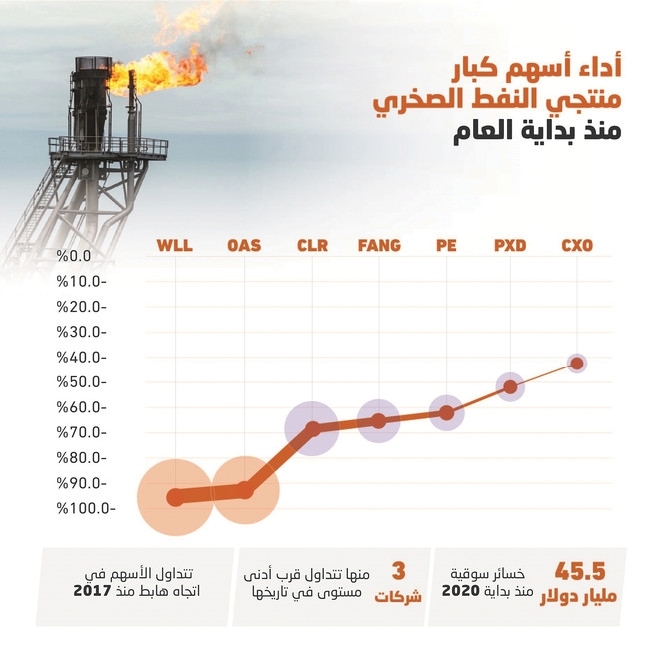 أداء أسهم كبار
منتجي النفط الصخري
منذ بداية العام
WLL OAS CLR FANG PE PXD CXO
%0.0
%10.0-
%20.0-
%30.0-
%40.0-
%50.0-
%60.0-
%70.0-
%80.0-
%90.0-
%100.0-
45.5
مليار دولار
خسائر سوقية
منذ بداية 2020
3
شركات
منها تتداول قرب أدنى
مستوى في تاريخها
تتداول الأسهم في
اتجاه هابط منذ 2017